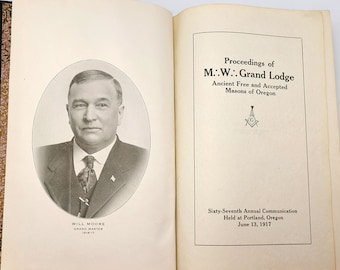 WILL MOORE
GRAND MASTER
Proceedings of
M∴W∴ Grand Lodge
Ancient Free and Accepted
Masons of Oregon
G
Sixty-Seventh Annual Communication
Held at Portland, Oregon
June 13, 1917